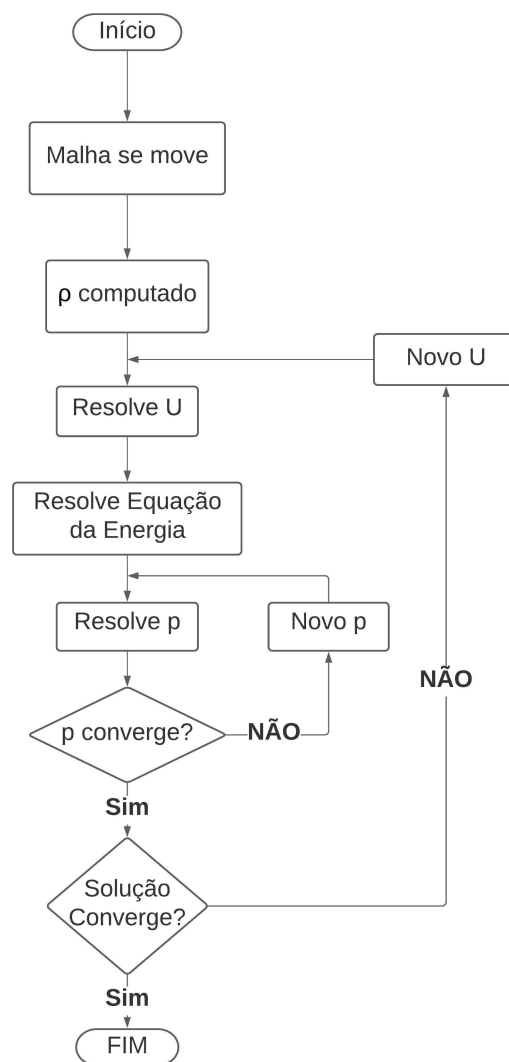 Início
Malha se move
ρ computado
Novo U
Resolve U
Resolve Equação
da Energia
Resolve p
Novo p
NÃO
p converge?
NÃO
Sim
Solução
Converge?
Sim
FIM